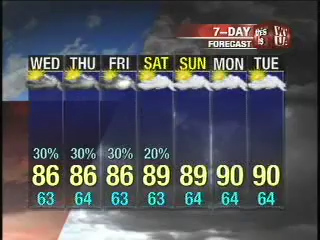 7-DAY
FORECAST
WED THU FRI SAT SUN MON TUE
30% 30% 30% 20%
86 86 86 89 89 90 90
63 64 63 64 64 64 64